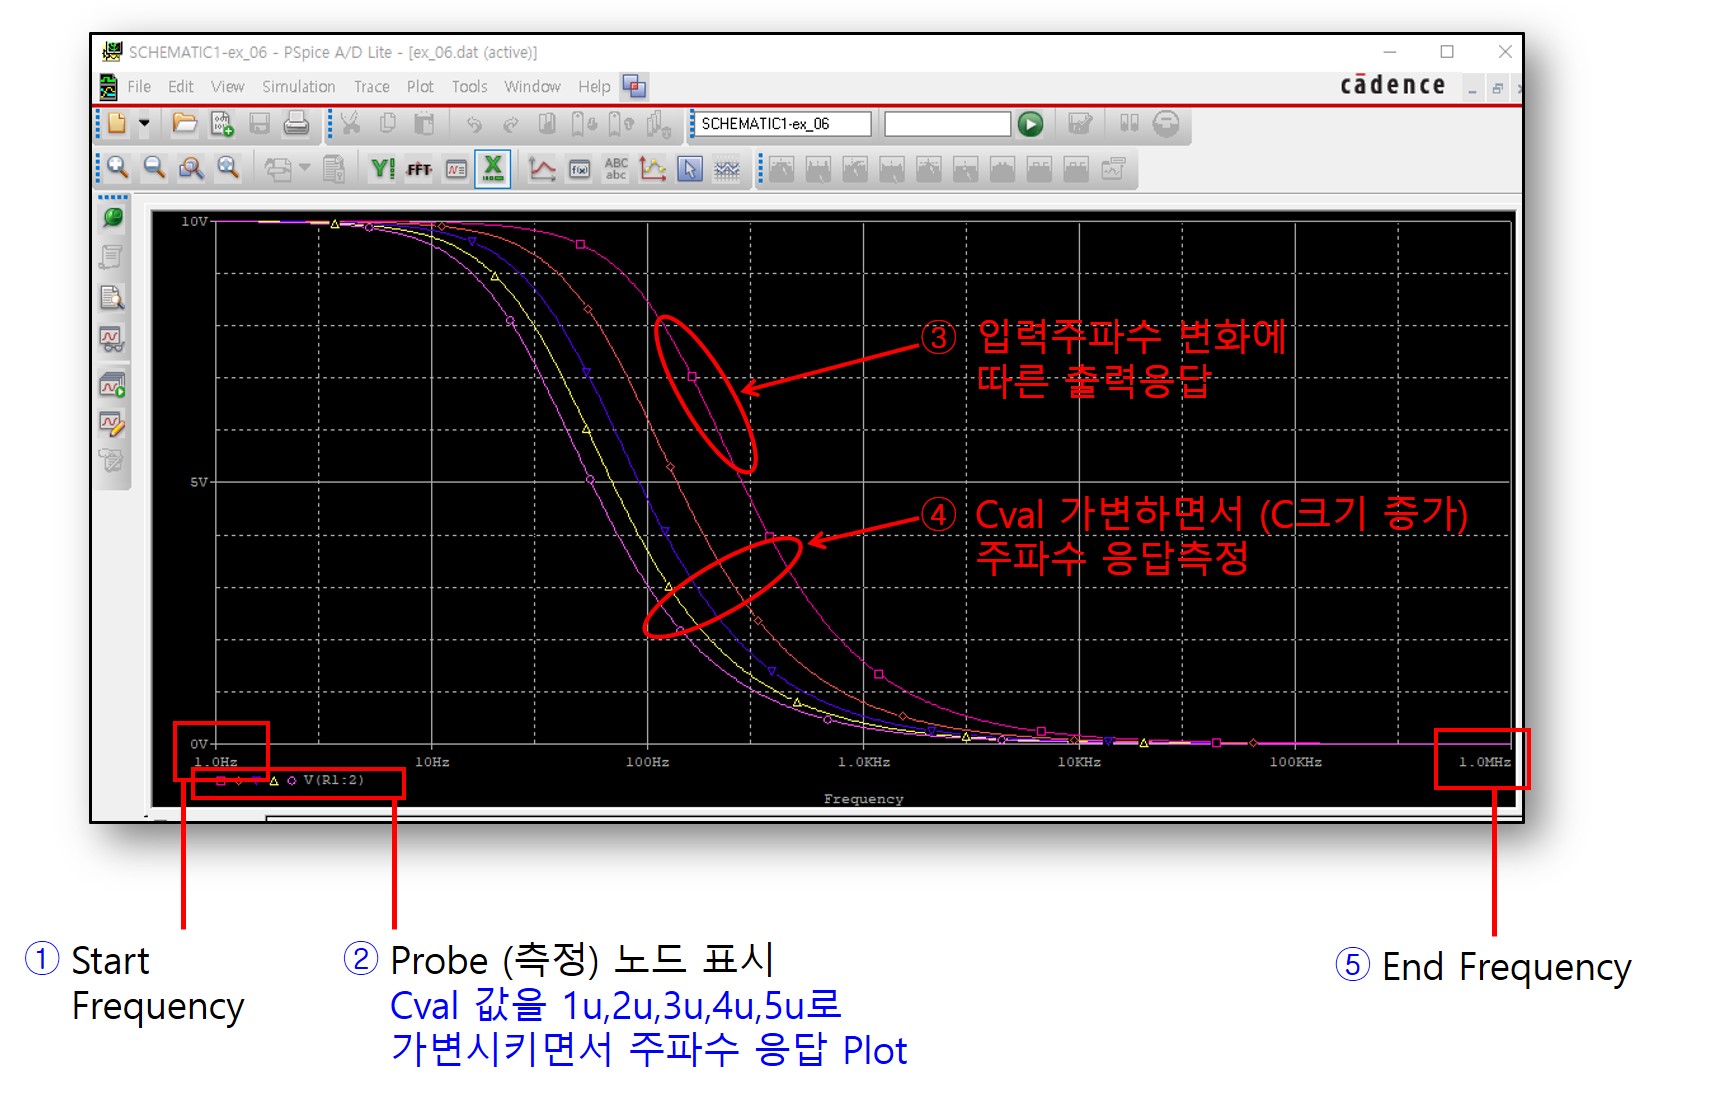 SCHEMATIC1-ex_06 - PSpice A/D Lite - [ex_06.dat (active)]
File Edit View Simulation Trace Plot Tools Window Help
cādence
SCHEMATIC1-ex_06
Y! FFT
ABC
abc
10V
5V
0V
③ 입력주파수 변화에
따른 출력응답
④ Cval 가변하면서 (C크기 증가)
주파수 응답측정
1.0Hz 10Hz 100Hz 1.0KHz 10KHz 100KHz 1.0MHz
V(R1:2)
Frequency
① Start
Frequency
② Probe (측정) 노드 표시
Cval 값을 1u,2u,3u,4u,5u로
가변시키면서 주파수 응답 Plot
⑤ End Frequency